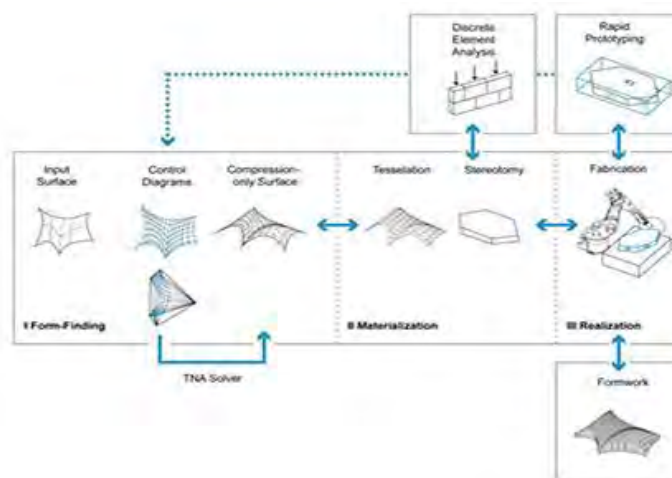 Discrete
Element
Analysis
Rapid
Prototyping
Input
Surface
Control
Diagrams
Compression-
only Surface
Tesselation
Stereotomy
Fabrication
I Form-Finding
II Materialization
III Realization
TNA Solver
Formwork